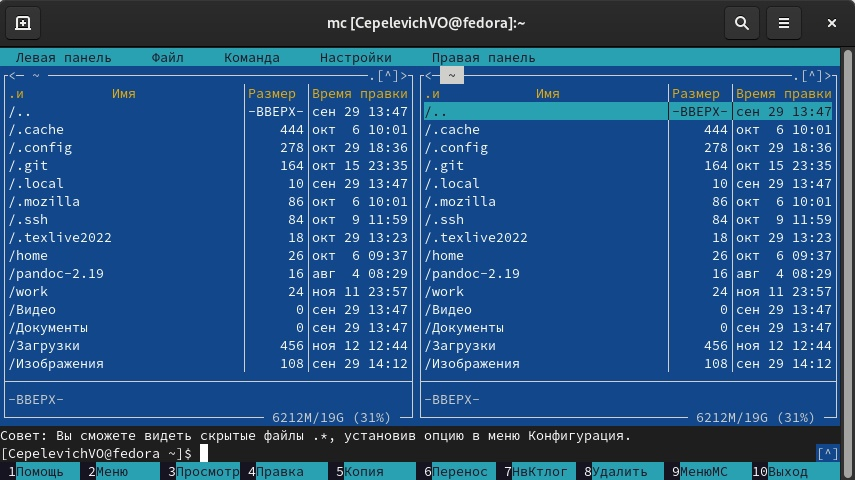 mc [CepelevichVO@fedora]:~
Левая панель Файл Команда Настройки Правая панель
<─ ~ .[^]> <─ ~ .[^]>
.и Имя Размер Время правки .и Имя Размер Время правки
/.. -ВВЕРХ- сен 29 13:47 /.. -ВВЕРХ- сен 29 13:47
/.cache 444 окт 6 10:01 /.cache 444 окт 6 10:01
/.config 278 окт 29 18:36 /.config 278 окт 29 18:36
/.git 164 окт 15 23:35 /.git 164 окт 15 23:35
/.local 10 сен 29 13:47 /.local 10 сен 29 13:47
/.mozilla 86 окт 6 10:01 /.mozilla 86 окт 6 10:01
/.ssh 84 окт 9 11:59 /.ssh 84 окт 9 11:59
/.texlive2022 18 окт 29 13:23 /.texlive2022 18 окт 29 13:23
/home 26 окт 6 09:37 /home 26 окт 6 09:37
/pandoc-2.19 16 авг 4 08:29 /pandoc-2.19 16 авг 4 08:29
/work 24 ноя 11 23:57 /work 24 ноя 11 23:57
/Видео 0 сен 29 13:47 /Видео 0 сен 29 13:47
/Документы 0 сен 29 13:47 /Документы 0 сен 29 13:47
/Загрузки 456 ноя 12 12:44 /Загрузки 456 ноя 12 12:44
/Изображения 108 сен 29 14:12 /Изображения 108 сен 29 14:12
-ВВЕРХ- -ВВЕРХ-
6212M/19G (31%) 6212M/19G (31%)
Совет: Вы сможете видеть скрытые файлы .*, установив опцию в меню Конфигурация.
[CepelevichVO@fedora ~]$ [^]
1Помощь 2Меню 3Просмотр 4Правка 5Копия 6Перенос 7НвКтлог 8Удалить 9МенюМС 10Выход